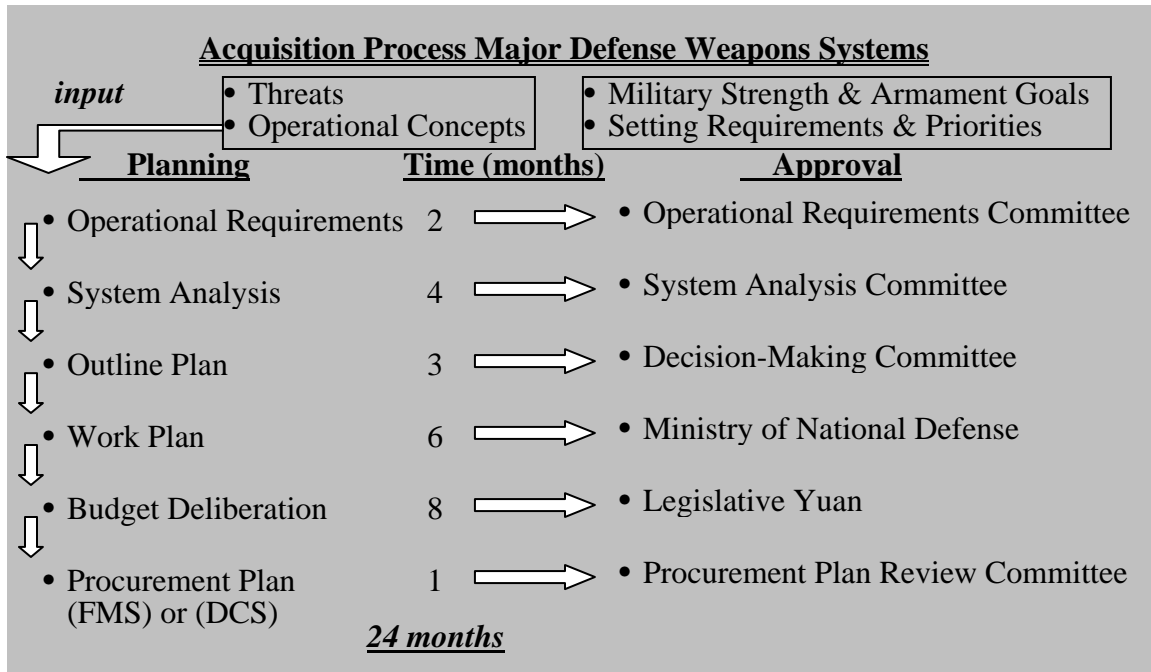 Acquisition Process Major Defense Weapons Systems
input
• Threats
• Operational Concepts
• Military Strength & Armament Goals
• Setting Requirements & Priorities
Planning Time (months) Approval
• Operational Requirements 2 • Operational Requirements Committee
• System Analysis 4 • System Analysis Committee
• Outline Plan 3 • Decision-Making Committee
• Work Plan 6 • Ministry of National Defense
• Budget Deliberation 8 • Legislative Yuan
• Procurement Plan 1 • Procurement Plan Review Committee
(FMS) or (DCS)
24 months